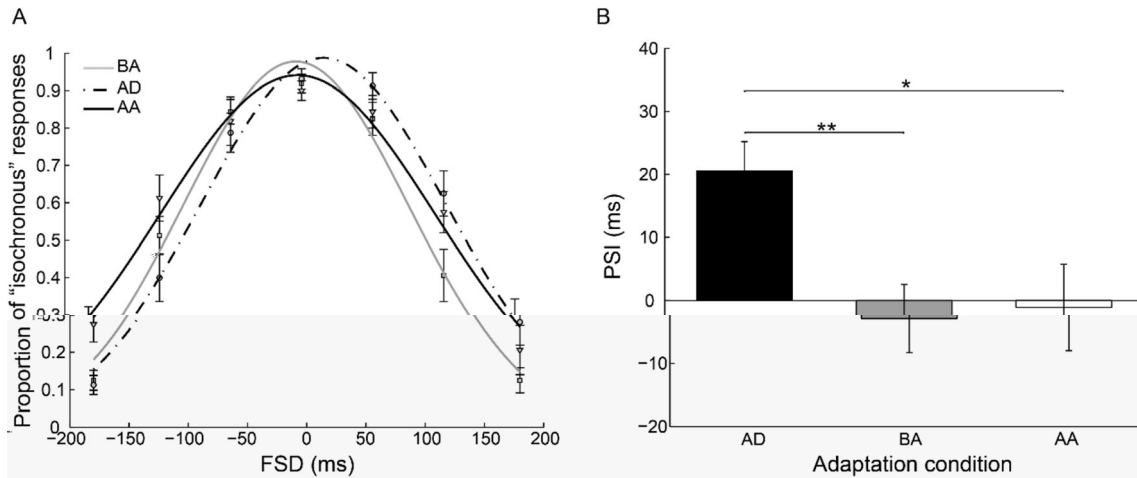 A
Proportion of "isochronous" responses
1
0.9
0.8
0.7
0.6
0.5
0.4
0.3
0.2
0.1
0
BA
AD
AA
−200 −150 −100 −50 0 50 100 150 200
FSD (ms)
B
PSI (ms)
40
30
20
10
0
−10
−20
*
**
AD BA AA
Adaptation condition